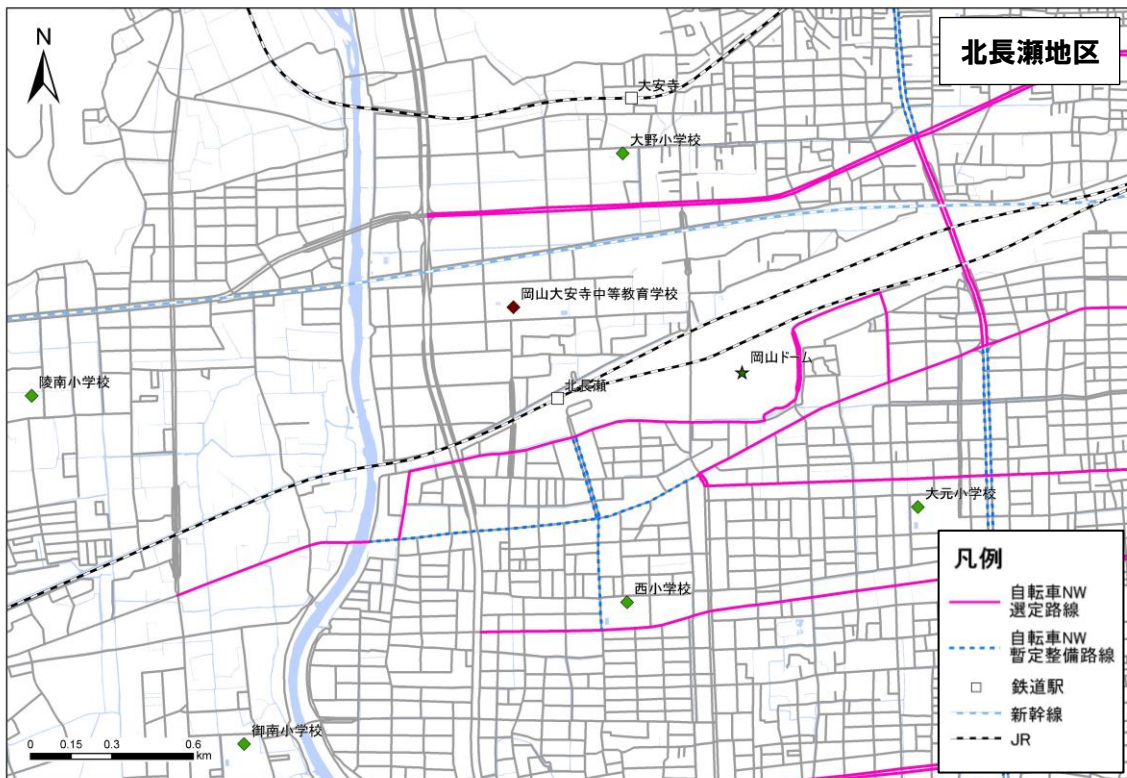 北長瀬地区
N
大安寺
大野小学校
岡山大安寺中等教育学校
岡山ドーム
陵南小学校
北長瀬
大元小学校
西小学校
御南小学校
凡例
自転車NW
選定路線
自転車NW
暫定整備路線
鉄道駅
新幹線
JR
0 0.15 0.3 0.6
km